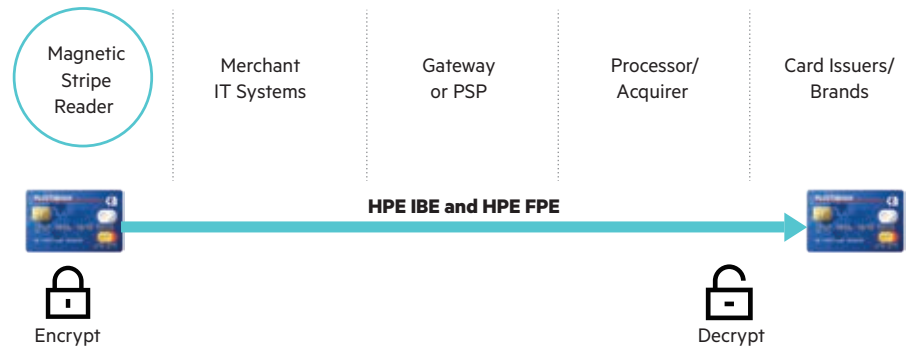 Magnetic
Stripe
Reader
Merchant
IT Systems
Gateway
or PSP
Processor/
Acquirer
Card Issuers/
Brands
HPE IBE and HPE FPE
Encrypt
Decrypt